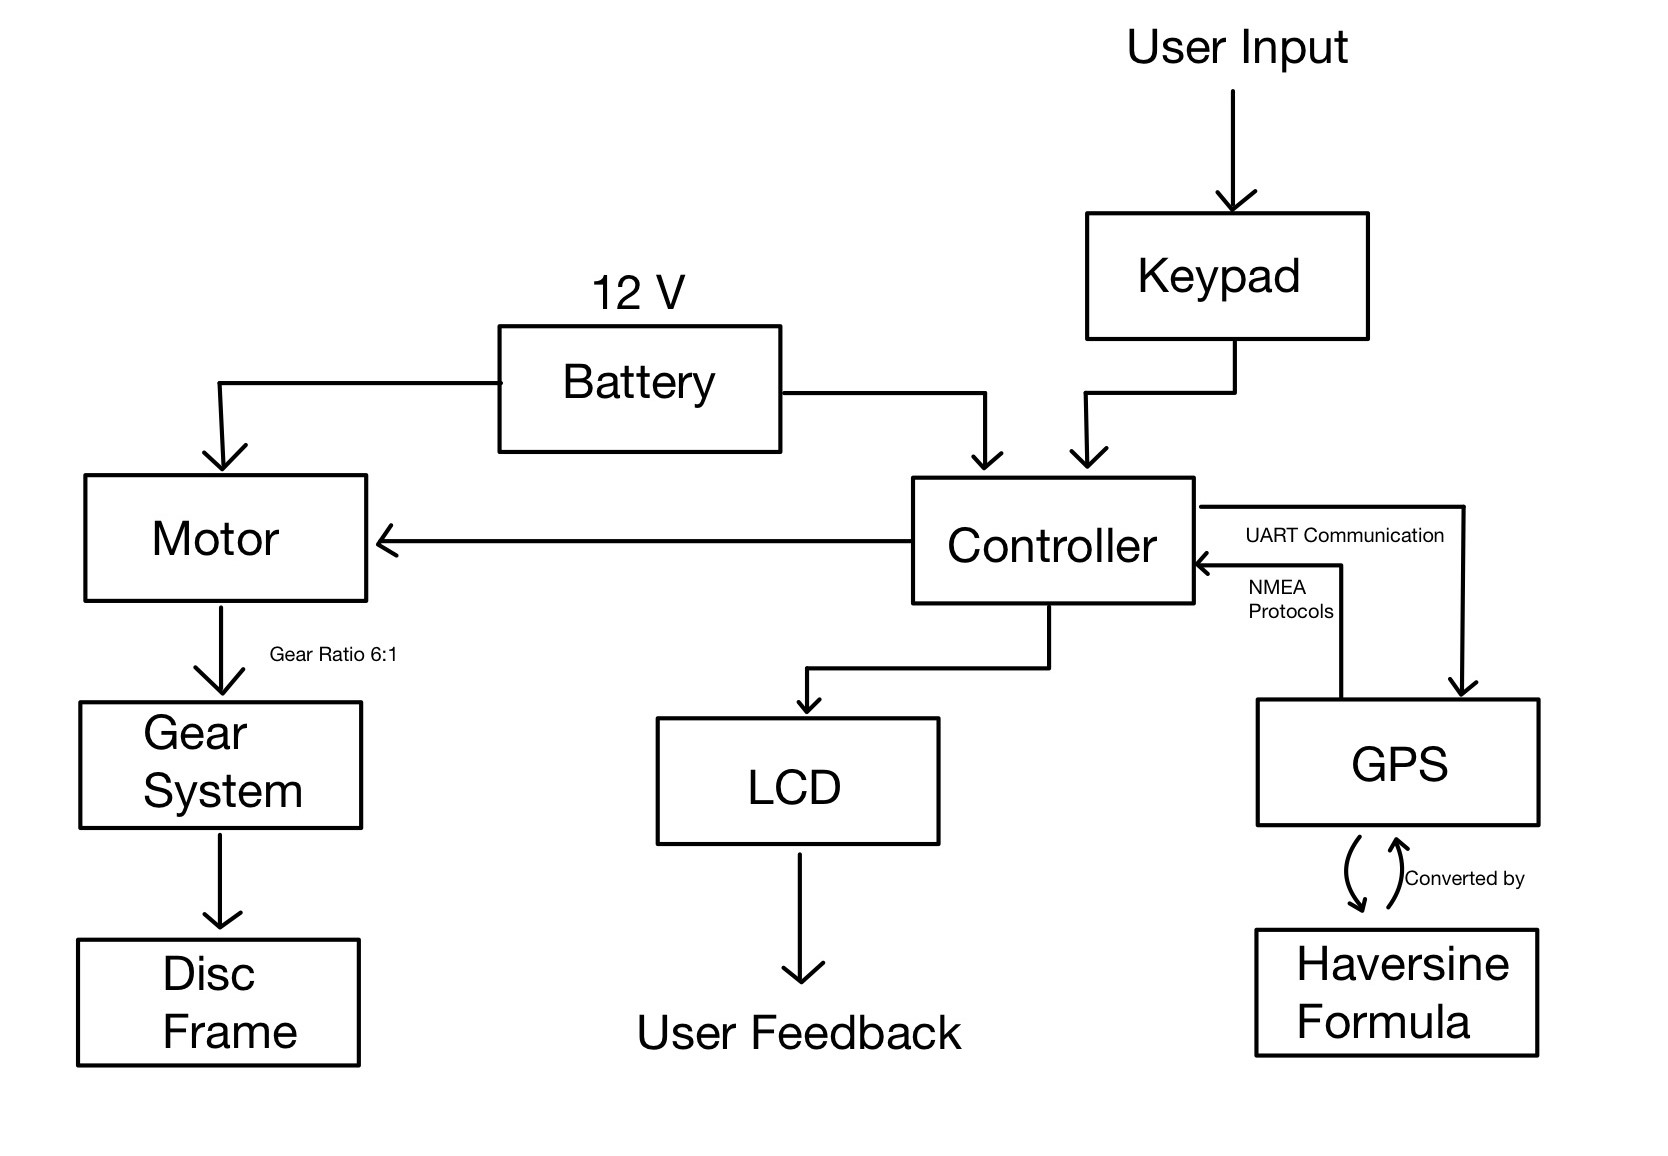 User Input
Keypad
12 V
Battery
Motor
Controller
UART Communication
NMEA
Protocols
Gear Ratio 6:1
Gear
System
LCD
GPS
Converted by
Disc
Frame
User Feedback
Haversine
Formula